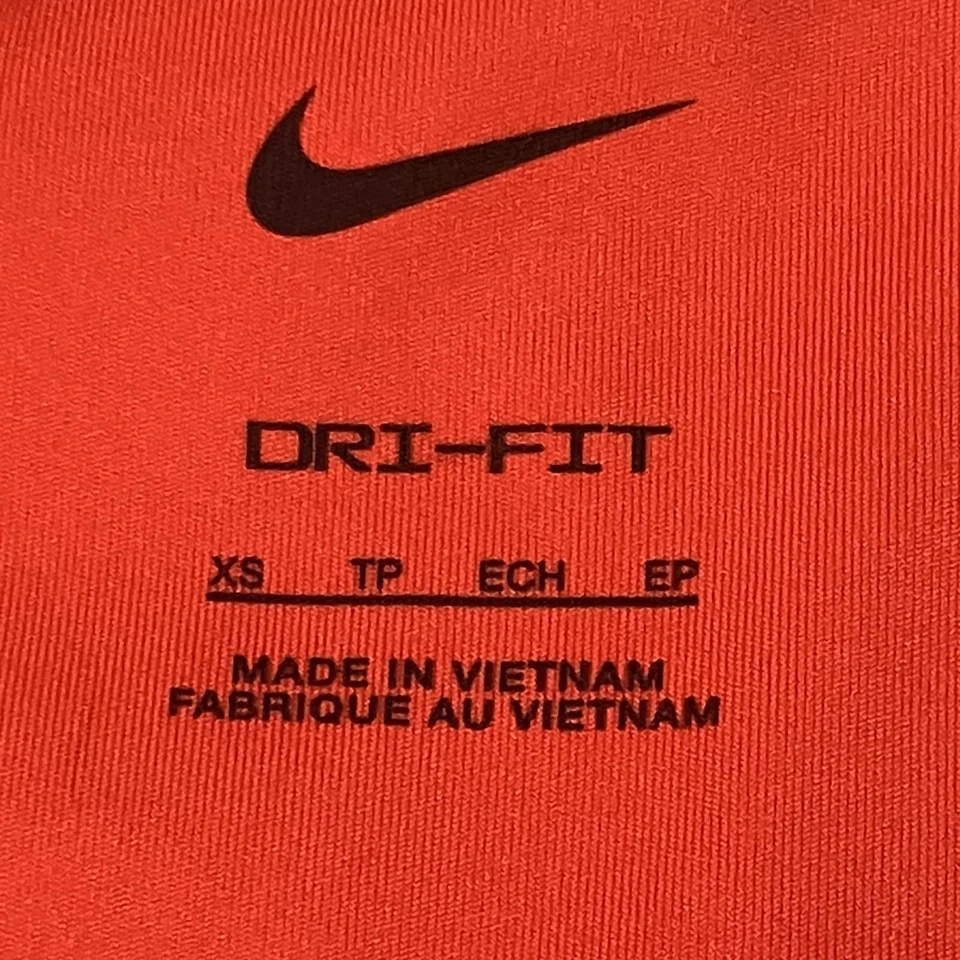 DRI-FIT
XS TP ECH EP
MADE IN VIETNAM
FABRIQUE AU VIETNAM